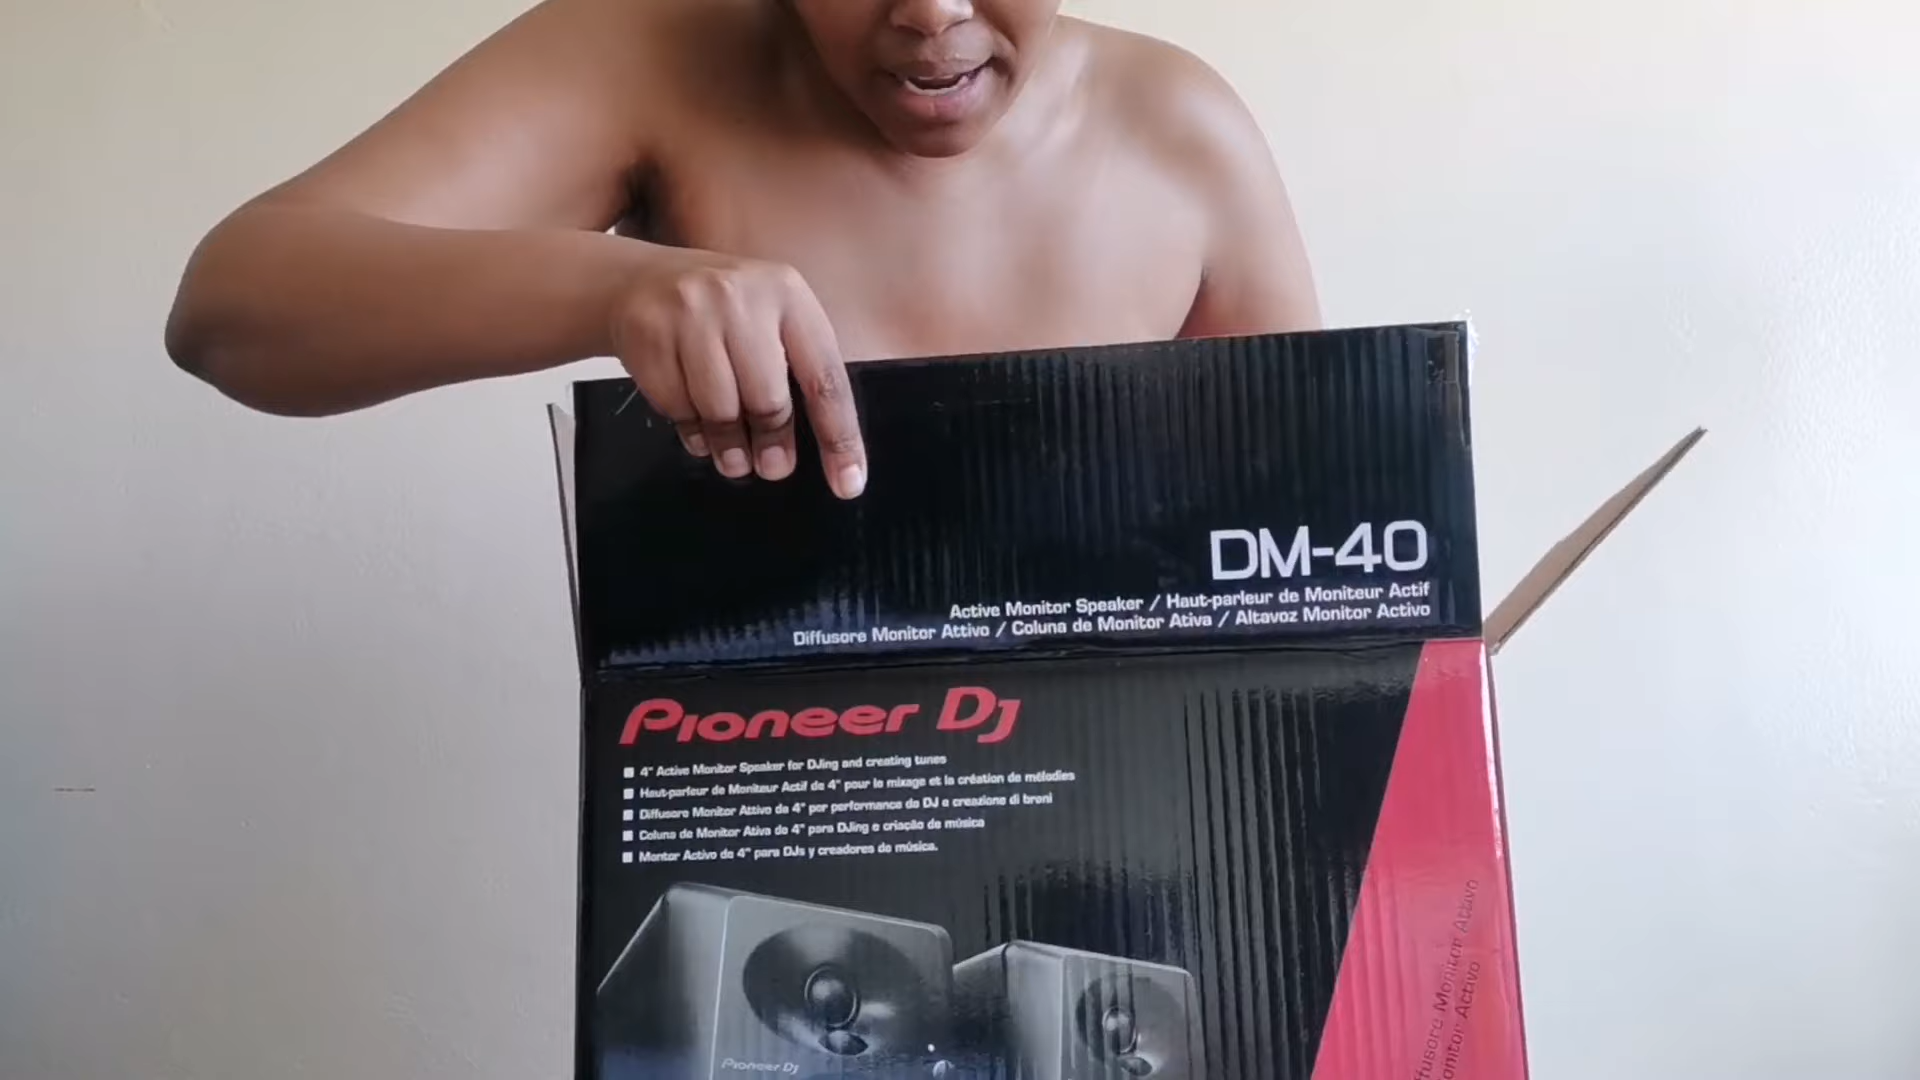 DM-40
Active Monitor Speaker / Haut-parleur de Moniteur Actif
Diffusore Monitor Attivo / Coluna de Monitor Ativa / Altavoz Monitor Activo
Pioneer Dj
4" Active Monitor Speaker for DJing and creating tunes
Haut-parleur de Moniteur Actif de 4" pour le mixage et la création de mélodies
Diffusore Monitor Attivo da 4" per performance da DJ e creazione di brani
Coluna de Monitor Ativa de 4" para DJing e criação de música
Montor Activo de 4" para DJs y creadores de música.
Pioneer Dj
Monitor Attivo
Activo